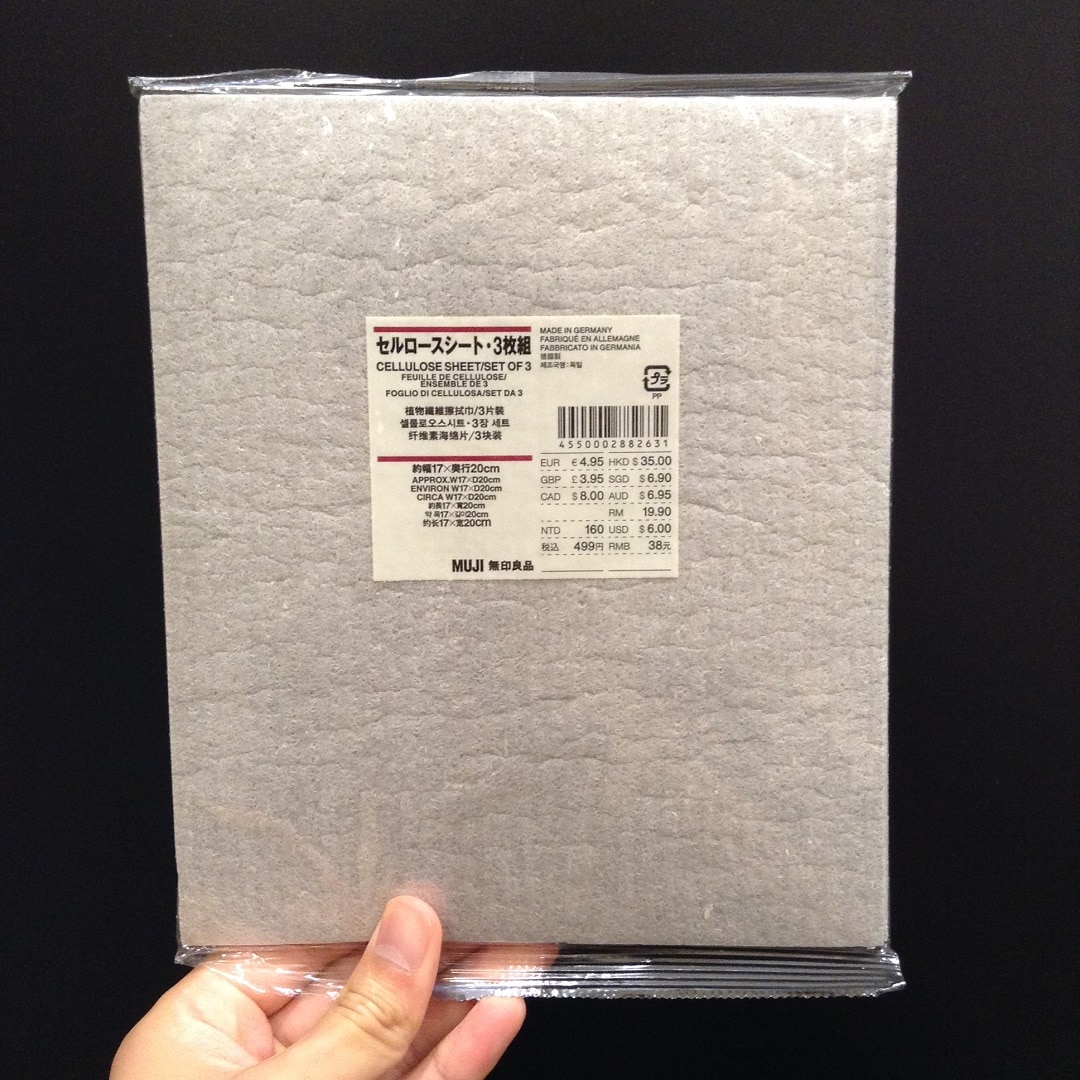 セルロースシート・3枚組
CELLULOSE SHEET/SET OF 3
FEUILLE DE CELLULOSE/
ENSEMBLE DE 3
FOGLIO DI CELLULOSA/SET DA 3
植物纖維擦拭巾/3片裝
셀룰로오스시트・3장 세트
纤维素海绵片/3块装
約幅17×奥行20cm
APPROX.W17×D20cm
ENVIRON W17×D20cm
CIRCA W17×D20cm
約長17×寬20cm
약 폭17×길이20cm
约长17×宽20cm
MUJI 無印良品
MADE IN GERMANY
FABRIQUÉ EN ALLEMAGNE
FABBRICATO IN GERMANIA
德國製
제조국명:독일
プラ
PP
4550002882631
EUR € 4.95 HKD $ 35.00
GBP £ 3.95 SGD $ 6.90
CAD $ 8.00 AUD $ 6.95
RM 19.90
NTD 160 USD $ 6.00
税込 499円 RMB 38元